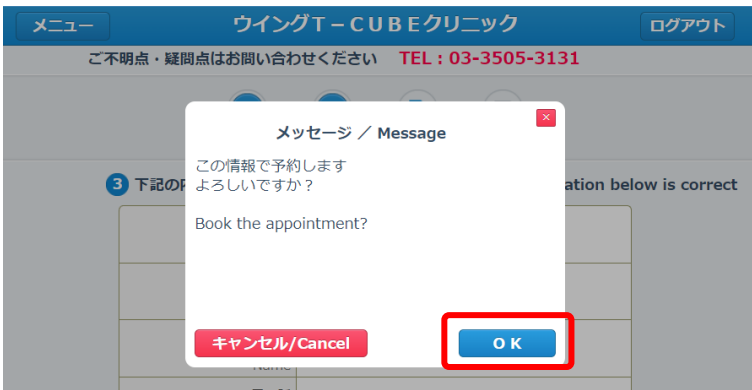 メニュー
ウイングT－CUBEクリニック
ログアウト
ご不明点・疑問点はお問い合わせください TEL：03-3505-3131
×
メッセージ ／ Message
この情報で予約します
よろしいですか？
Book the appointment?
3 下記の
ation below is correct
キャンセル/Cancel
ＯＫ
Name